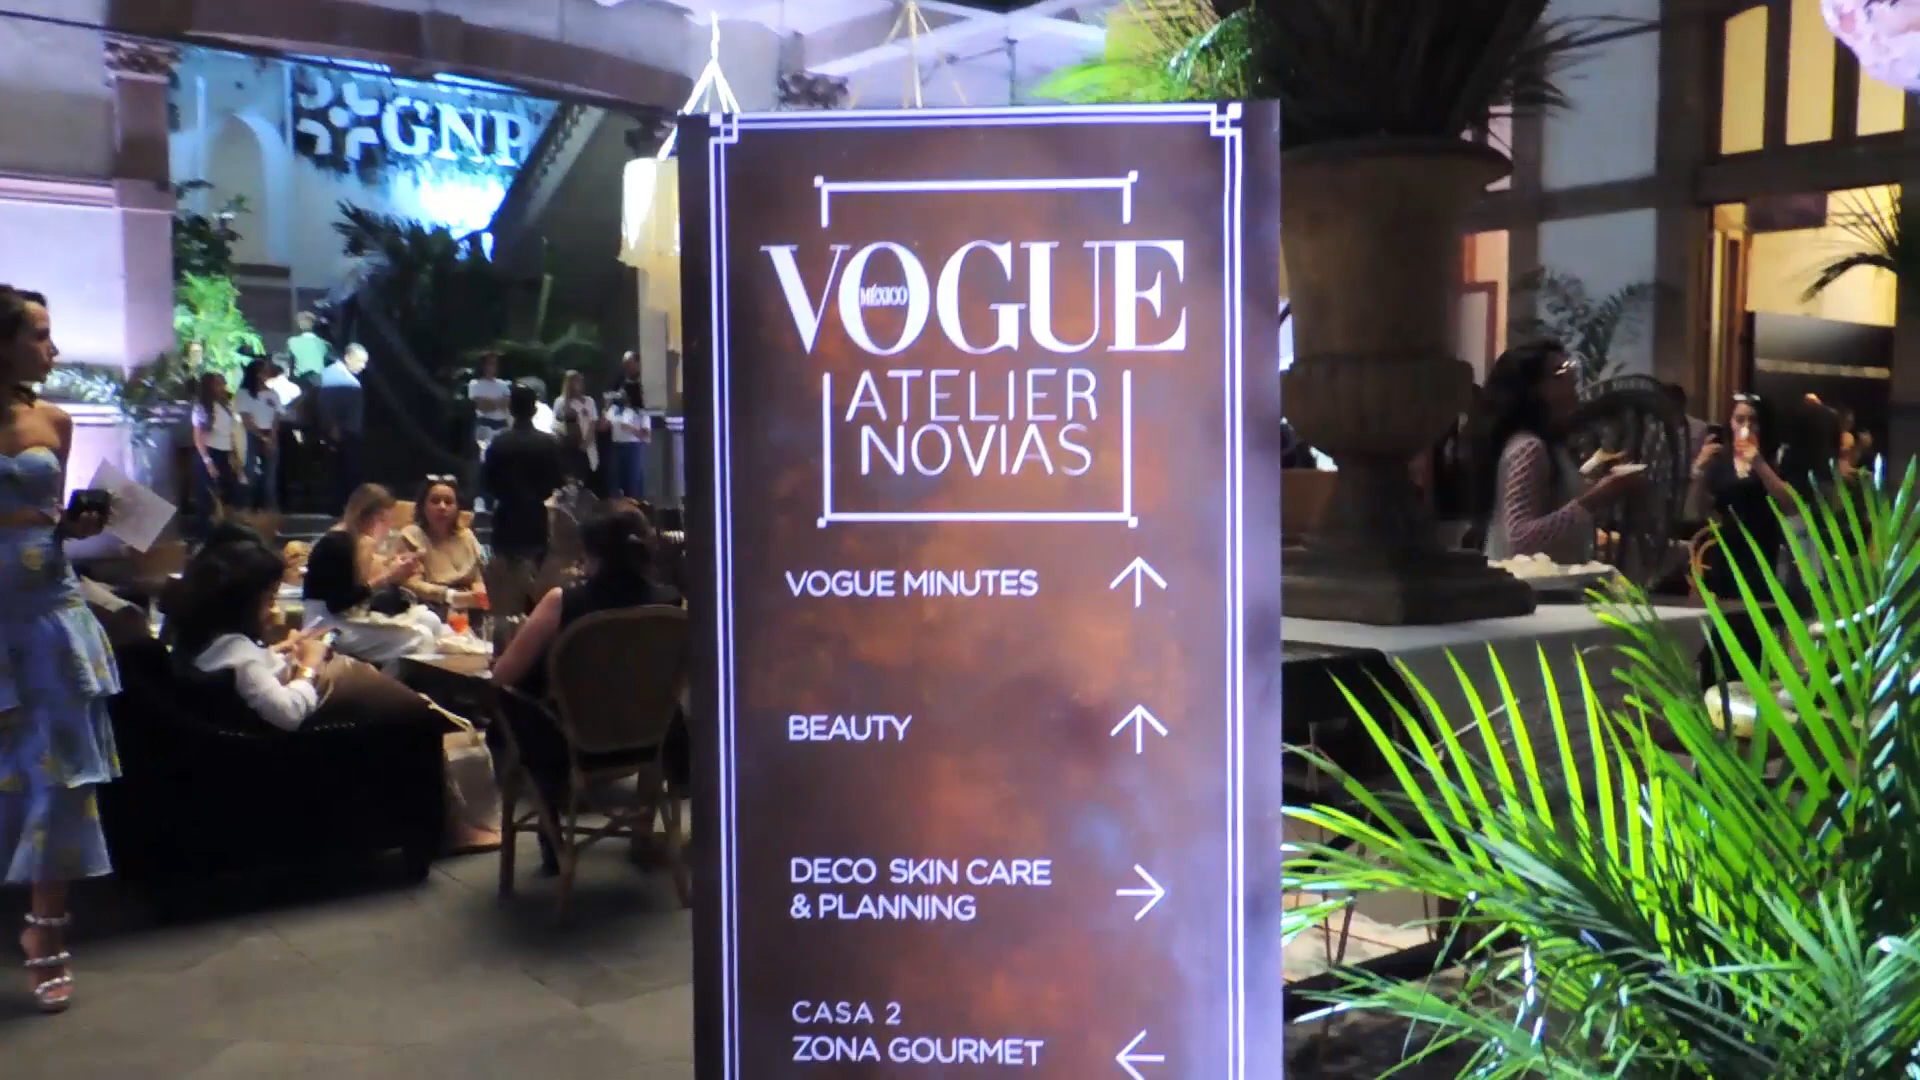 GNP
VOGUE
MÉXICO
ATELIER
NOVIAS
VOGUE MINUTES
BEAUTY
DECO SKIN CARE
& PLANNING
CASA 2
ZONA GOURMET